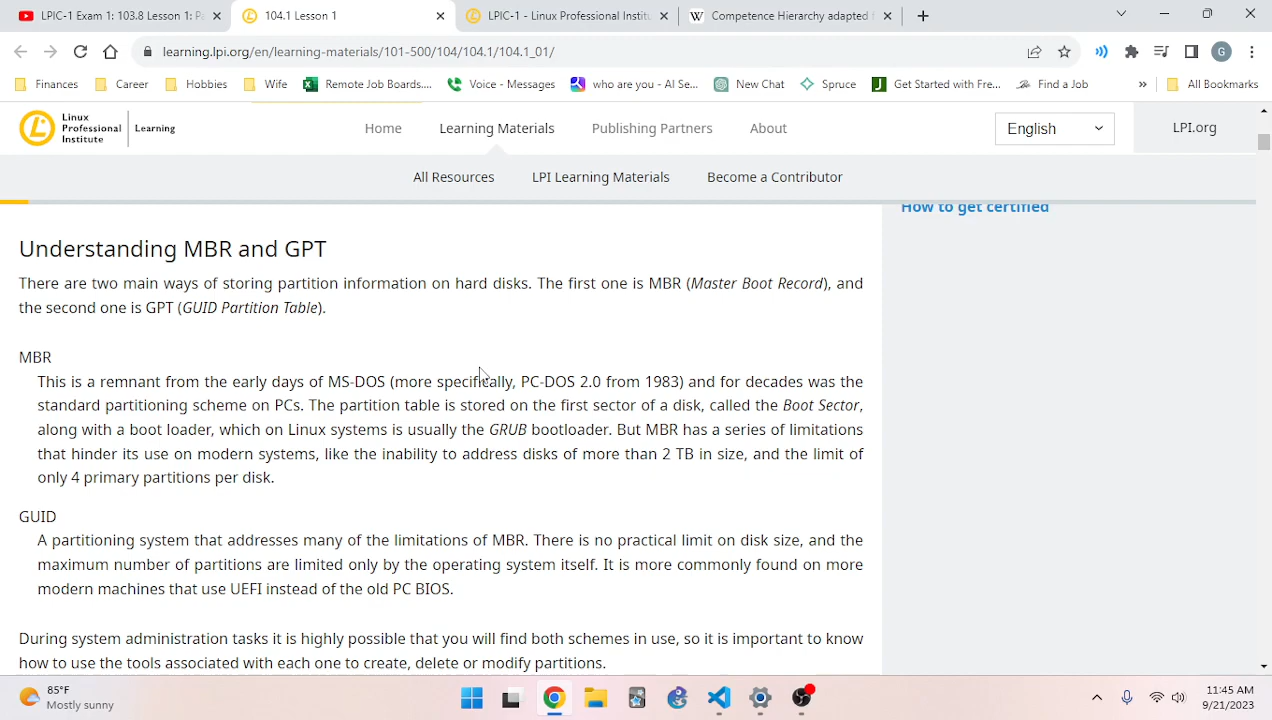 LPIC-1 Exam 1: 103.8 Lesson 1: P
104.1 Lesson 1
LPIC-1 - Linux Professional Instit
Competence Hierarchy adapted f
learning.lpi.org/en/learning-materials/101-500/104/104.1/104.1_01/
G
Finances
Career
Hobbies
Wife
Remote Job Boards....
Voice - Messages
who are you - AI Se...
New Chat
Spruce
Get Started with Fre...
Find a Job
»
All Bookmarks
Linux
Professional
Institute
Learning
Home
Learning Materials
Publishing Partners
About
English
LPI.org
All Resources
LPI Learning Materials
Become a Contributor
How to get certified
Understanding MBR and GPT
There are two main ways of storing partition information on hard disks. The first one is MBR (Master Boot Record), and
the second one is GPT (GUID Partition Table).
MBR
This is a remnant from the early days of MS-DOS (more specifically, PC-DOS 2.0 from 1983) and for decades was the
standard partitioning scheme on PCs. The partition table is stored on the first sector of a disk, called the Boot Sector,
along with a boot loader, which on Linux systems is usually the GRUB bootloader. But MBR has a series of limitations
that hinder its use on modern systems, like the inability to address disks of more than 2 TB in size, and the limit of
only 4 primary partitions per disk.
GUID
A partitioning system that addresses many of the limitations of MBR. There is no practical limit on disk size, and the
maximum number of partitions are limited only by the operating system itself. It is more commonly found on more
modern machines that use UEFI instead of the old PC BIOS.
During system administration tasks it is highly possible that you will find both schemes in use, so it is important to know
how to use the tools associated with each one to create, delete or modify partitions.
85°F
Mostly sunny
11:45 AM
9/21/2023